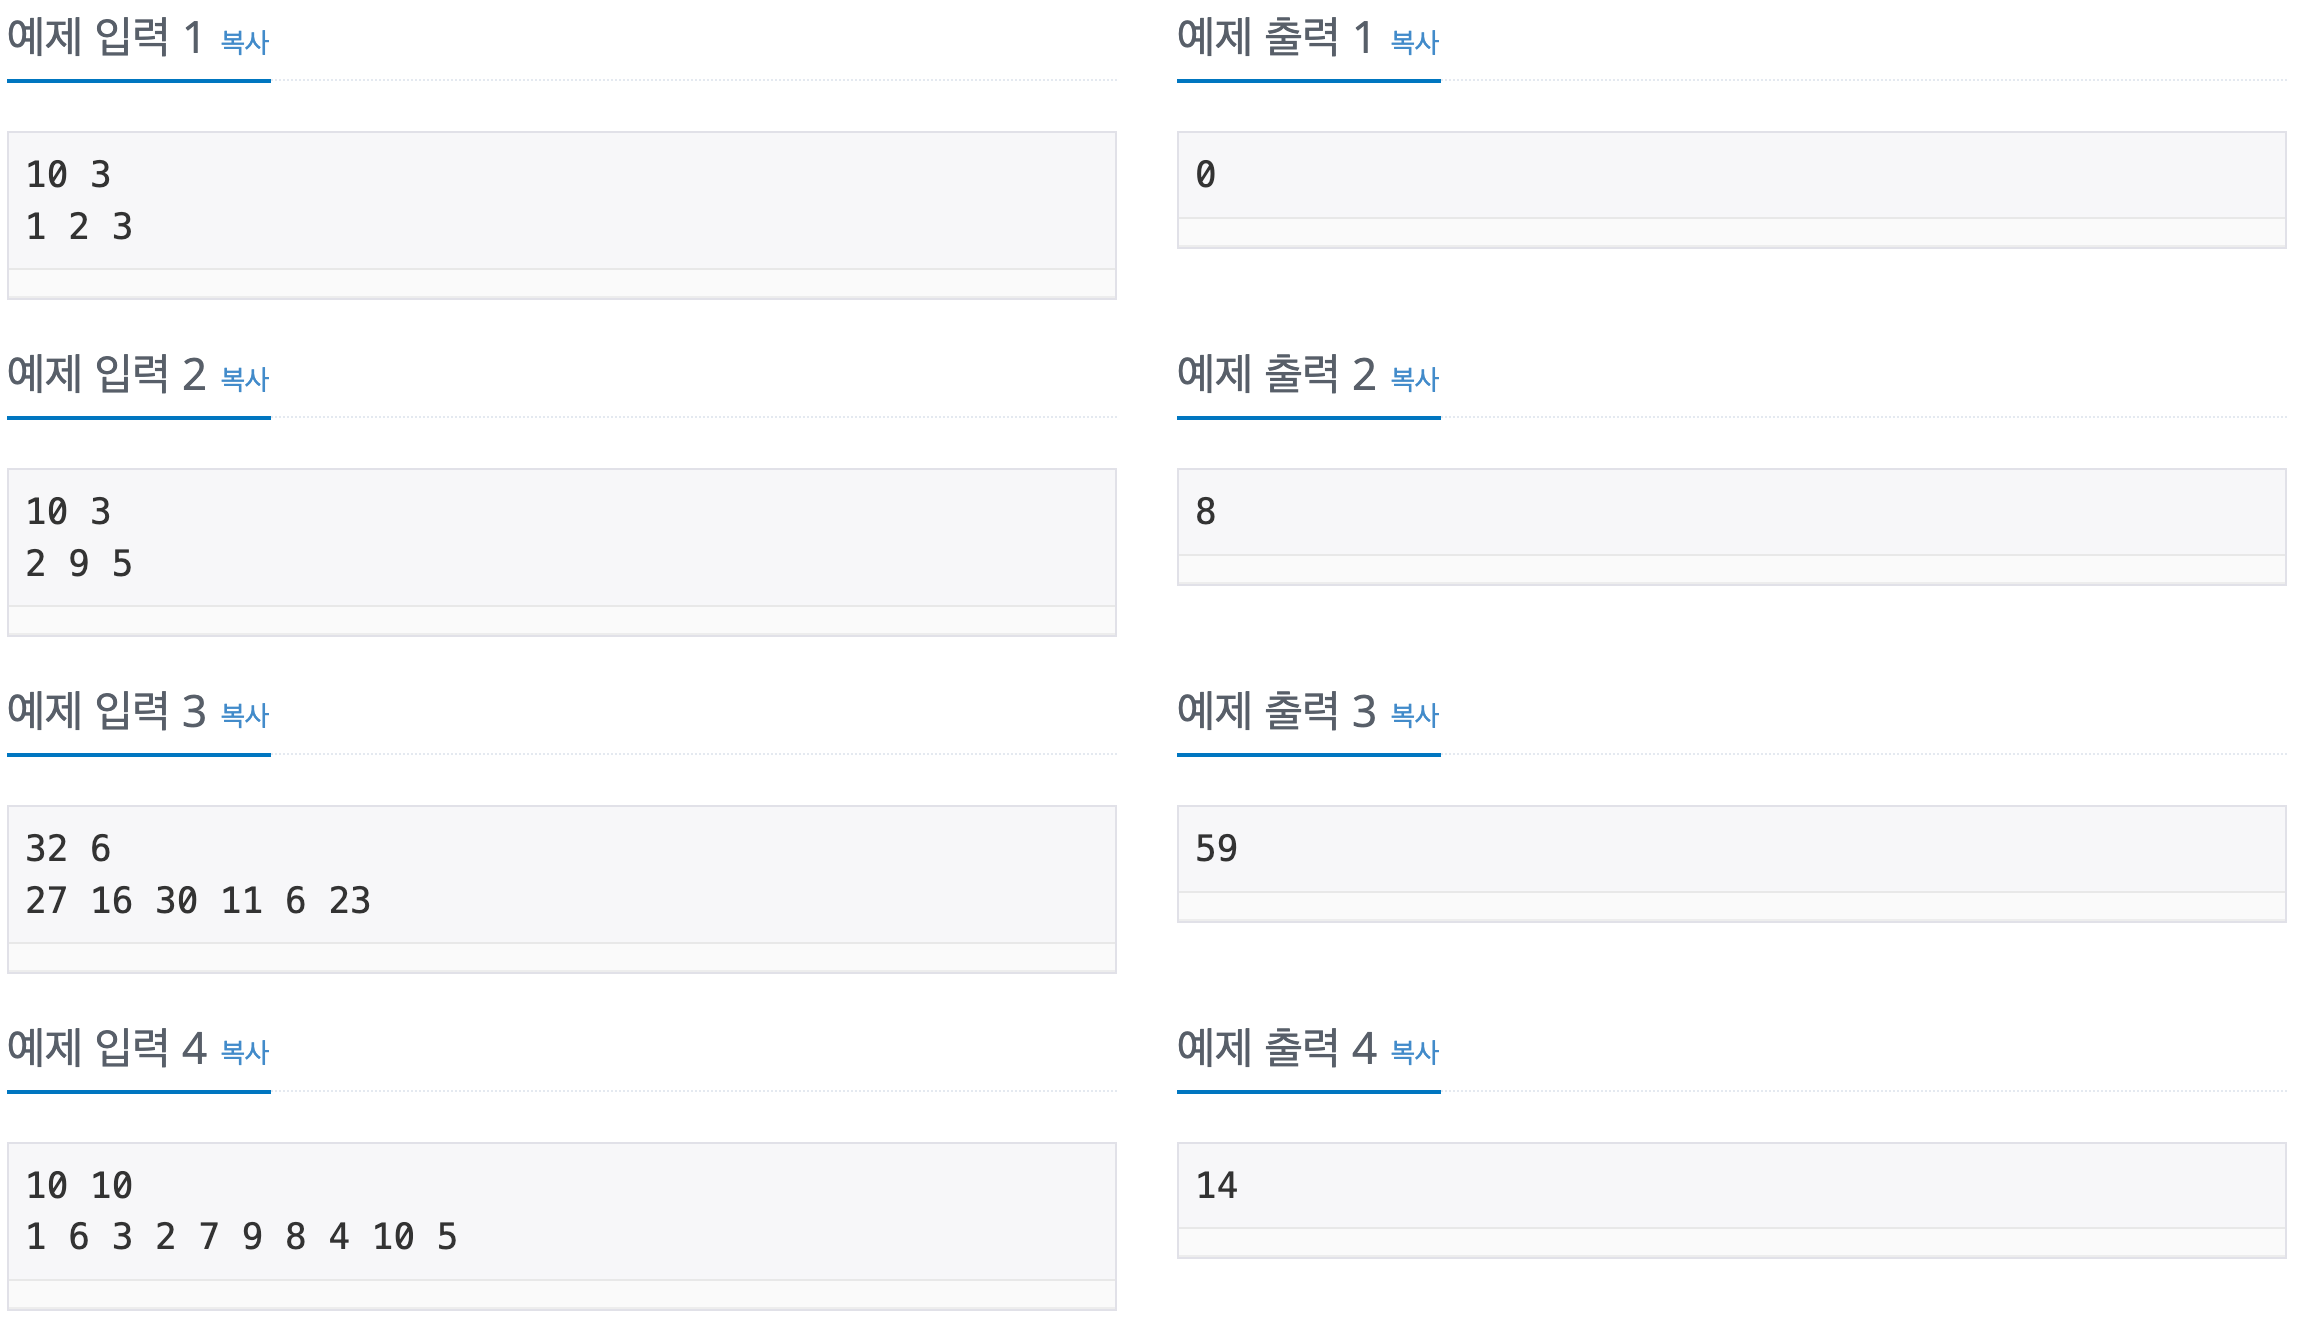 예제 입력 1 복사
10 3
1 2 3
예제 출력 1 복사
0
예제 입력 2 복사
10 3
2 9 5
예제 출력 2 복사
8
예제 입력 3 복사
32 6
27 16 30 11 6 23
예제 출력 3 복사
59
예제 입력 4 복사
10 10
1 6 3 2 7 9 8 4 10 5
예제 출력 4 복사
14